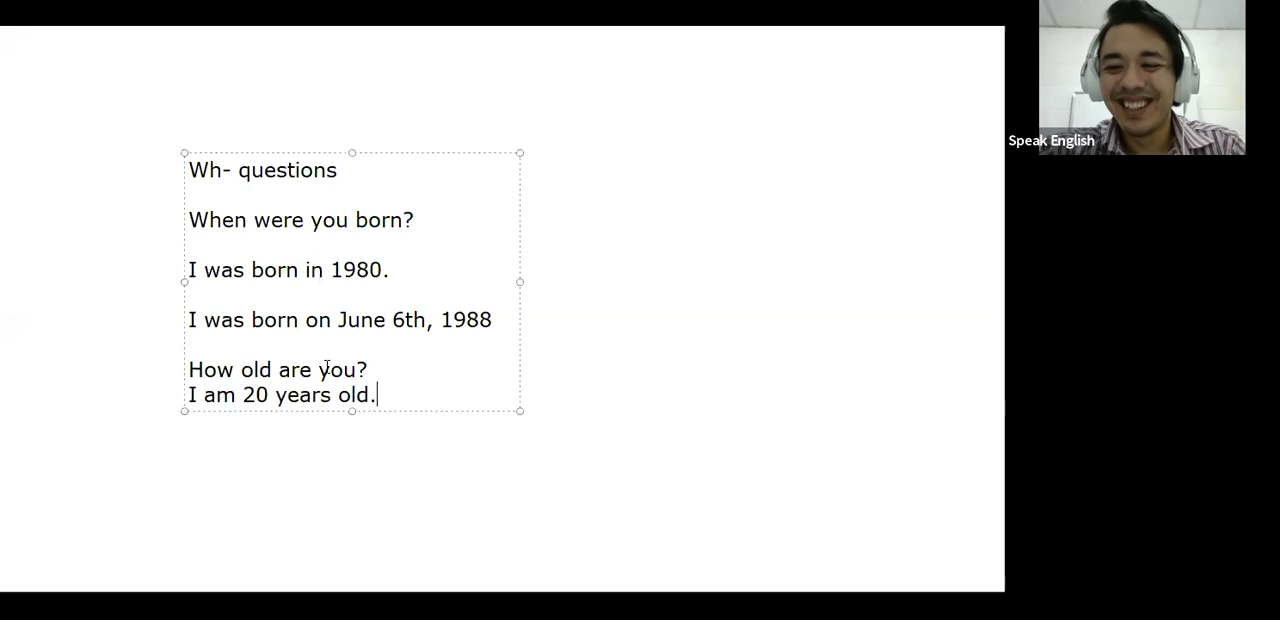 Wh- questions
When were you born?
I was born in 1980.
I was born on June 6th, 1988
How old are you?
I am 20 years old.
Speak English